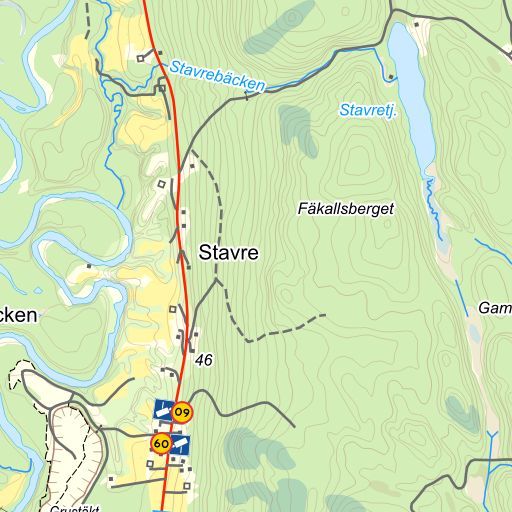 Stavrebäcken
Stavretj.
Fäkallsberget
Stavre
cken
Gam
46
09
60
Grustäkt